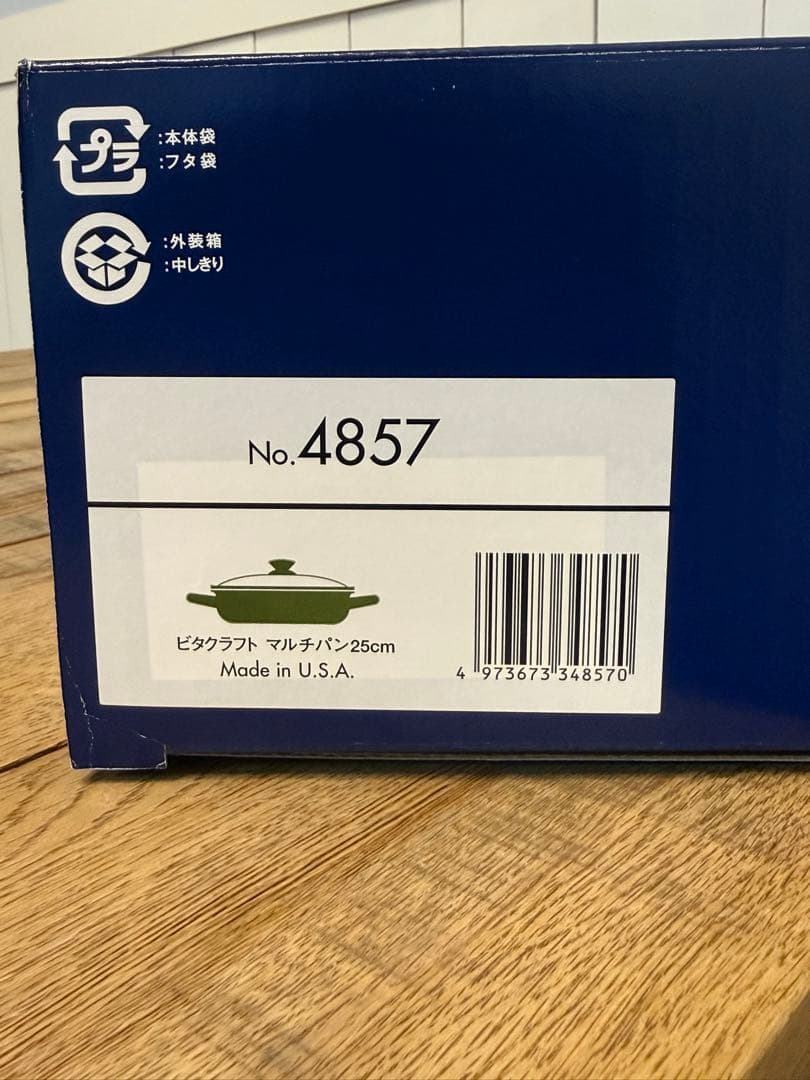 プラ
:本体袋
:フタ袋
:外装箱
:中しきり
No.4857
ビタクラフト マルチパン25cm
Made in U.S.A.
4 973673 348570